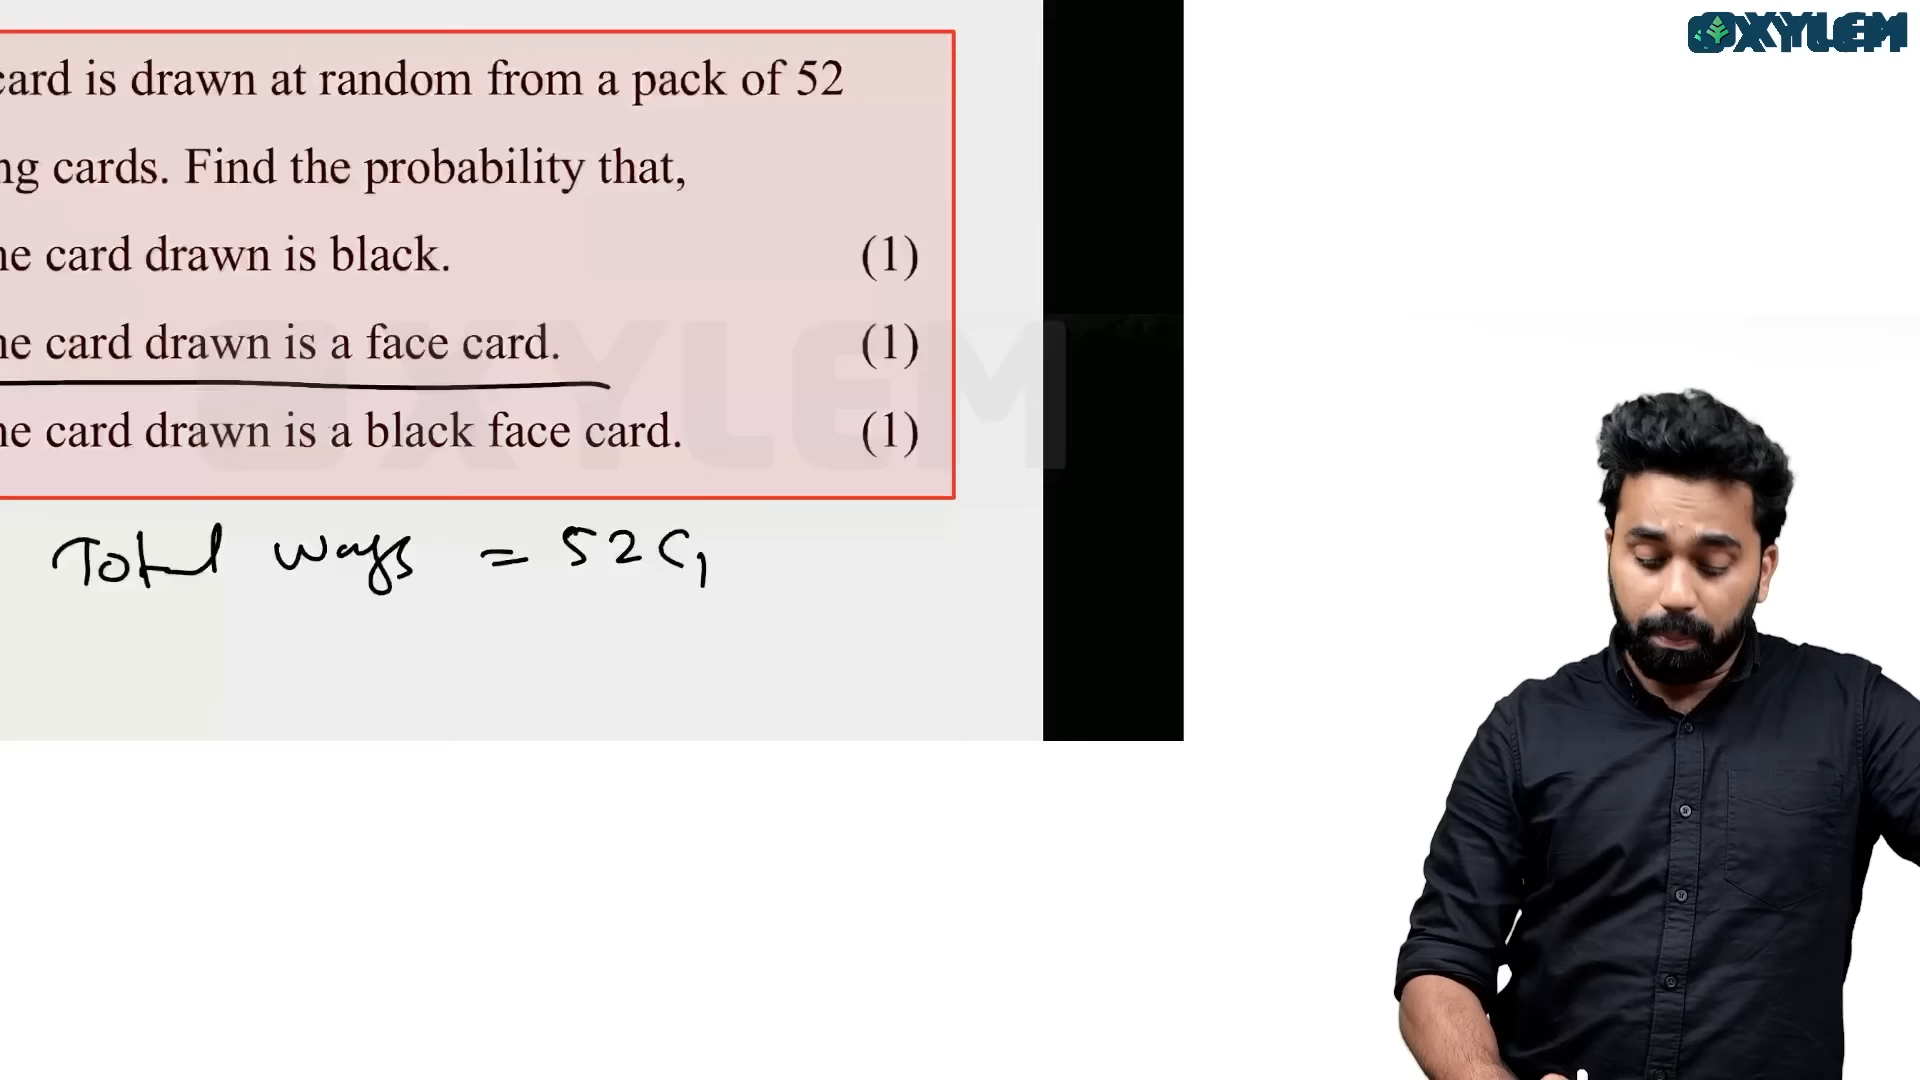 OXYLEM
card is drawn at random from a pack of 52
ng cards. Find the probability that,
he card drawn is black. (1)
he card drawn is a face card. (1)
he card drawn is a black face card. (1)
OXYLEM
Total ways = 52C1